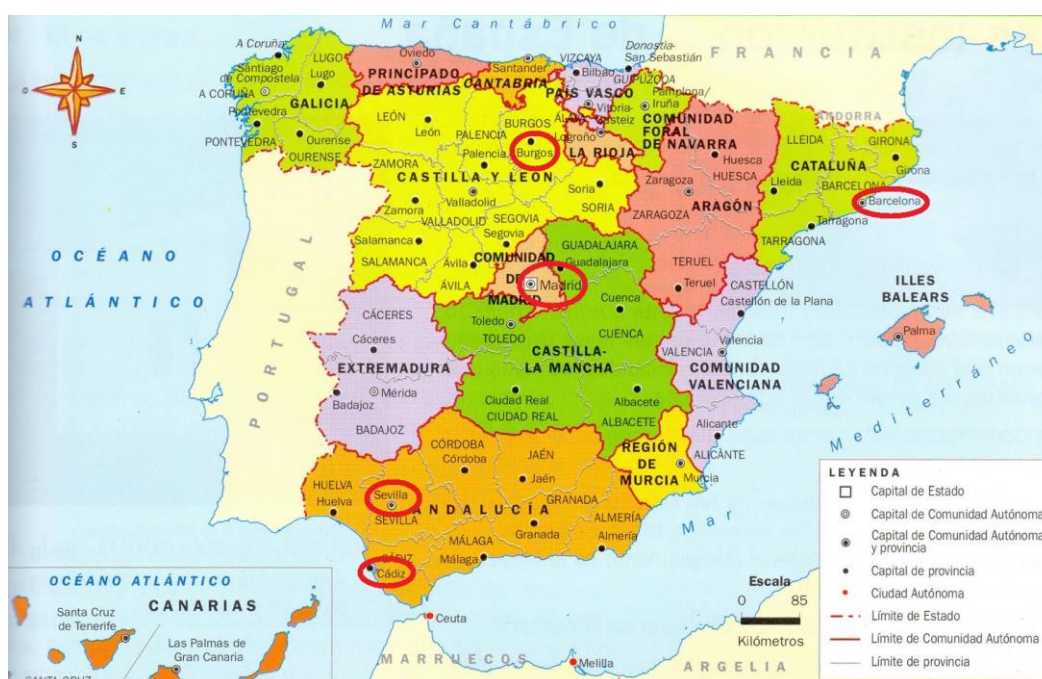 Mar Cantábrico
FRANCIA
ANDORRA
OCÉANO
ATLÁNTICO
PORTUGAL
N
E
S
O
A Coruña
LUGO
Santiago
de Compostela
Lugo
A CORUÑA
GALICIA
Pontevedra
PONTEVEDRA
Ourense
OURENSE
Oviedo
PRINCIPADO
DE ASTURIAS
Santander
CANTABRIA
VIZCAYA
Bilbao
Donostia-
San Sebastián
GUIPÚZCOA
PAÍS VASCO
Vitoria-
Gasteiz
ÁLAVA
Pamplona/
Iruña
COMUNIDAD
FORAL
DE NAVARRA
Logroño
LA RIOJA
LEÓN
León
PALENCIA
Palencia
BURGOS
Burgos
ZAMORA
Zamora
CASTILLA Y LEÓN
Valladolid
VALLADOLID
Soria
SORIA
SEGOVIA
Segovia
Salamanca
SALAMANCA
Ávila
ÁVILA
Huesca
HUESCA
Zaragoza
ZARAGOZA
ARAGÓN
TERUEL
Teruel
LLEIDA
Lleida
GIRONA
Girona
CATALUÑA
BARCELONA
Barcelona
Tarragona
TARRAGONA
COMUNIDAD
DE
MADRID
Madrid
GUADALAJARA
Guadalajara
Cuenca
CUENCA
Toledo
TOLEDO
CASTILLA-
LA MANCHA
Ciudad Real
CIUDAD REAL
Albacete
ALBACETE
CÁCERES
Cáceres
EXTREMADURA
Mérida
Badajoz
BADAJOZ
CASTELLÓN
Castellón de la Plana
Valencia
VALENCIA
COMUNIDAD
VALENCIANA
Alicante
ALICANTE
REGIÓN
DE
MURCIA
Murcia
ILLES
BALEARS
Palma
Mar Mediterráneo
HUELVA
Huelva
Sevilla
SEVILLA
CÓRDOBA
Córdoba
JAÉN
Jaén
ANDALUCÍA
GRANADA
Granada
ALMERÍA
Almería
MÁLAGA
Málaga
CÁDIZ
Cádiz
Ceuta
Melilla
MARRUECOS
ARGELIA
Escala
0 85
Kilómetros
OCÉANO ATLÁNTICO
CANARIAS
Santa Cruz
de Tenerife
Las Palmas de
Gran Canaria
LEYENDA
Capital de Estado
Capital de Comunidad Autónoma
Capital de Comunidad Autónoma
y provincia
Capital de provincia
Ciudad Autónoma
Límite de Estado
Límite de Comunidad Autónoma
Límite de provincia